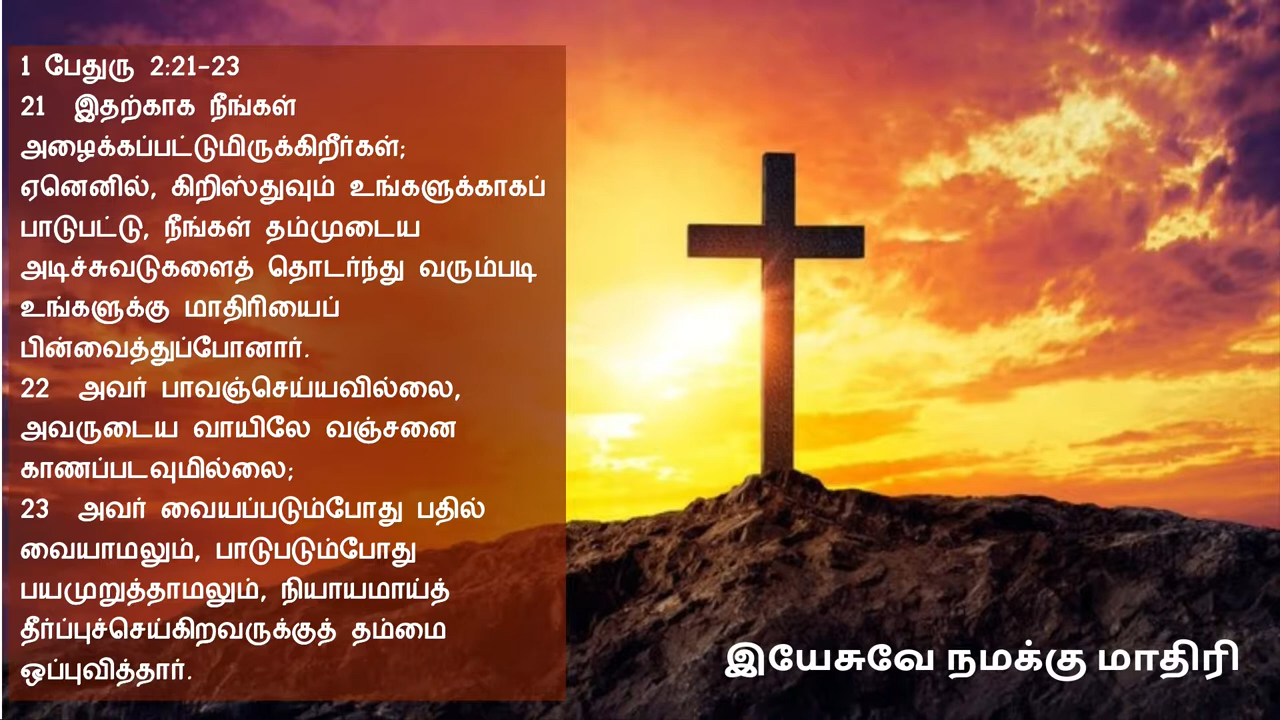 1 பேதுரு 2:21-23
21 இதற்காக நீங்கள்
அழைக்கப்பட்டுமிருக்கிறீர்கள்;
ஏனெனில், கிறிஸ்துவும் உங்களுக்காகப்
பாடுபட்டு, நீங்கள் தம்முடைய
அடிச்சுவடுகளைத் தொடர்ந்து வரும்படி
உங்களுக்கு மாதிரியைப்
பின்வைத்துப்போனார்.
22 அவர் பாவஞ்செய்யவில்லை,
அவருடைய வாயிலே வஞ்சனை
காணப்படவுமில்லை;
23 அவர் வையப்படும்போது பதில்
வையாமலும், பாடுபடும்போது
பயமுறுத்தாமலும், நியாயமாய்த்
தீர்ப்புச்செய்கிறவருக்குத் தம்மை
ஒப்புவித்தார்.
இயேசுவே நமக்கு மாதிரி